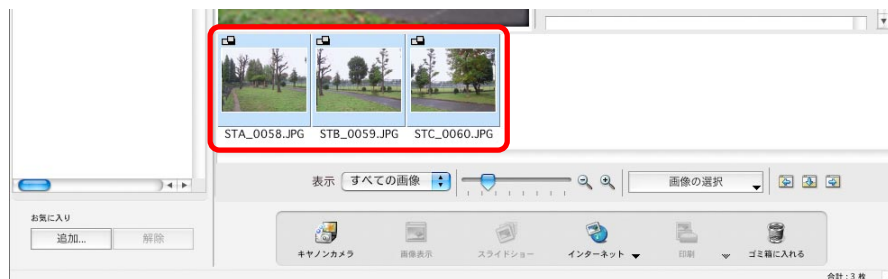 STA_0058.JPG STB_0059.JPG STC_0060.JPG
表示 すべての画像 画像の選択
お気に入り
追加... 解除
キヤノンカメラ 画像表示 スライドショー インターネット 印刷 ゴミ箱に入れる
合計：3 枚